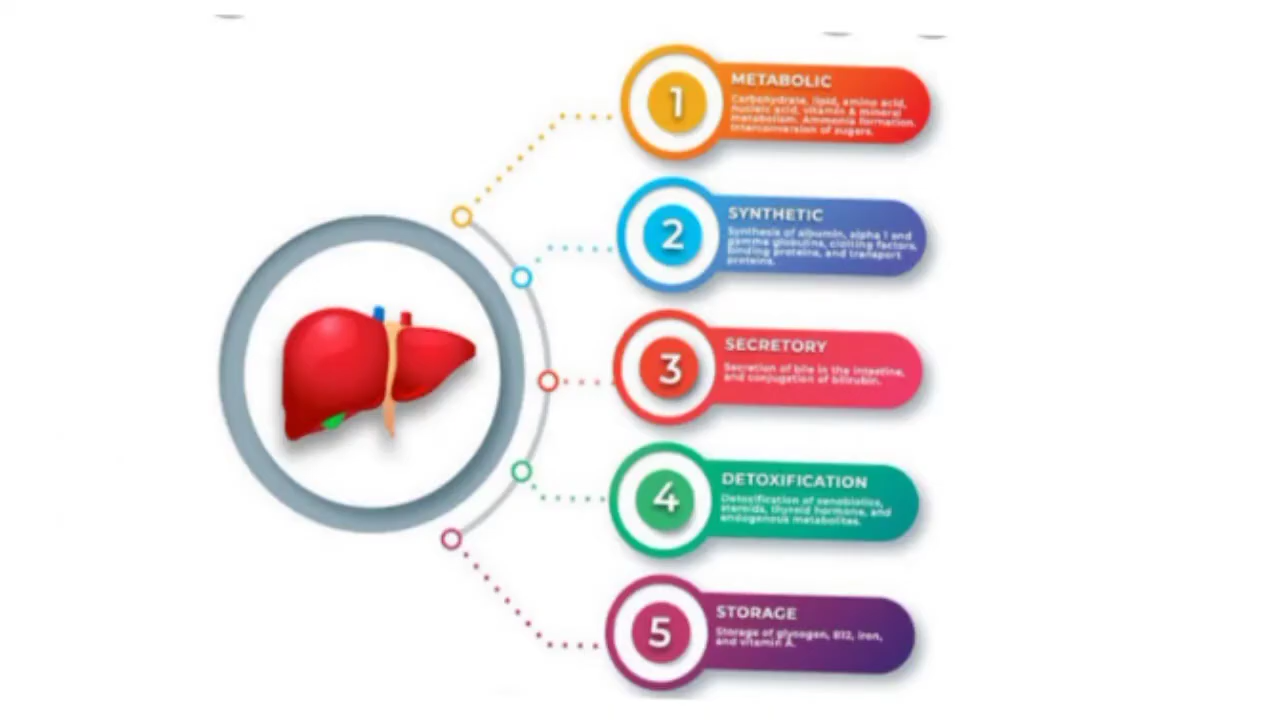 1
METABOLIC
Carbohydrate, lipid, amino acid,
nucleic acid, vitamin & mineral
metabolism. Ammonia formation.
Interconversion of sugars.
2
SYNTHETIC
Synthesis of albumin, alpha 1 and
gamma globulins, clotting factors,
binding proteins, and transport
proteins.
3
SECRETORY
Secretion of bile in the intestine,
and conjugation of bilirubin.
4
DETOXIFICATION
Detoxification of xenobiotics,
steroids, thyroid hormone, and
endogenous metabolites.
5
STORAGE
Storage of glycogen, B12, iron,
and vitamin A.